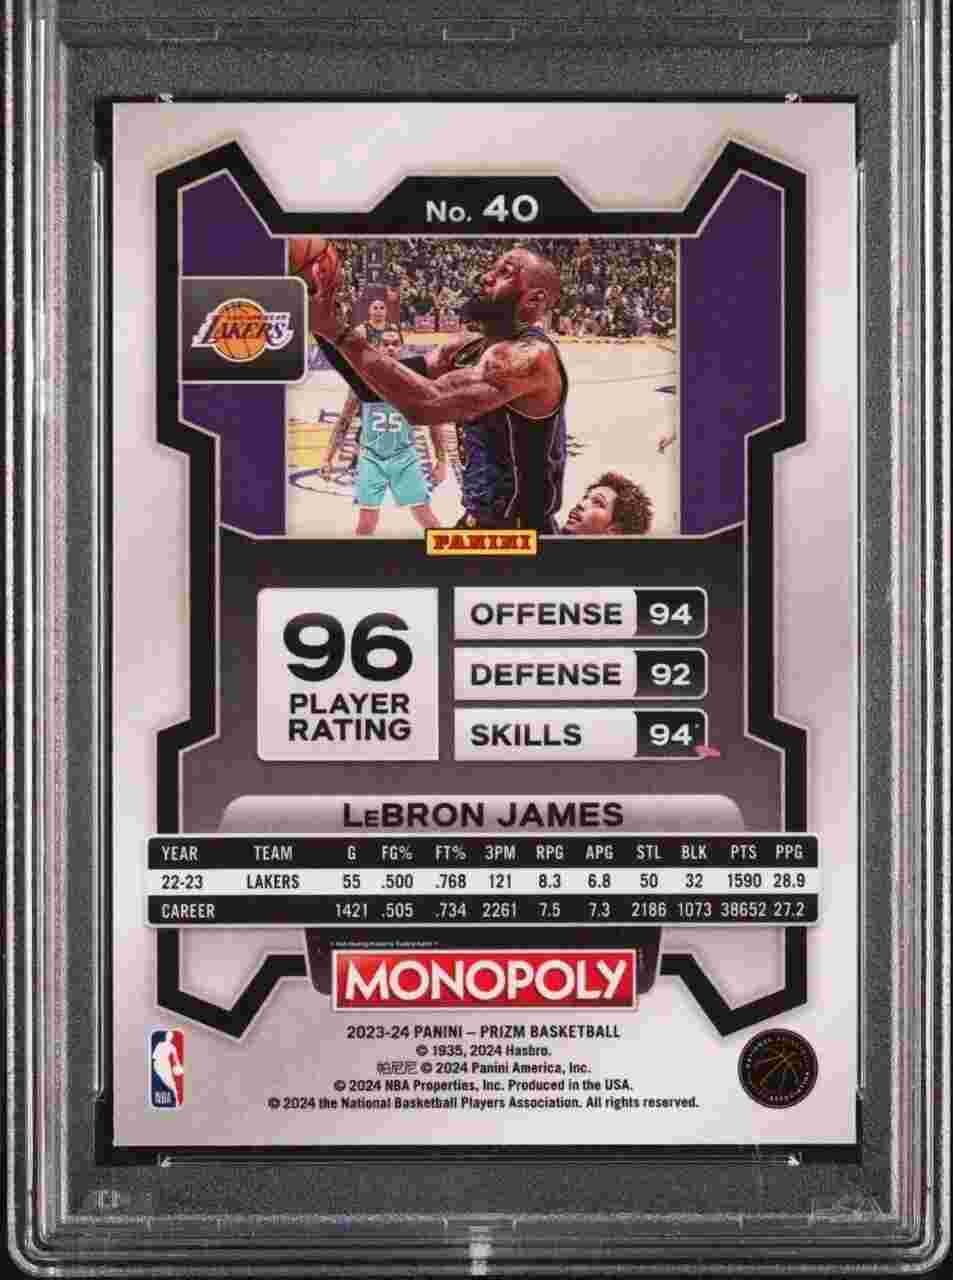 No. 40
LAKERS
25
PANINI
96
PLAYER
RATING
OFFENSE 94
DEFENSE 92
SKILLS 94
LeBRON JAMES
YEAR TEAM G FG% FT% 3PM RPG APG STL BLK PTS PPG
22-23 LAKERS 55 .500 .768 121 8.3 6.8 50 32 1590 28.9
CAREER 1421 .505 .734 2261 7.5 7.3 2186 1073 38652 27.2
MONOPOLY
2023-24 PANINI – PRIZM BASKETBALL
© 1935, 2024 Hasbro.
帕尼尼 © 2024 Panini America, Inc.
© 2024 NBA Properties, Inc. Produced in the USA.
© 2024 the National Basketball Players Association. All rights reserved.
NBA